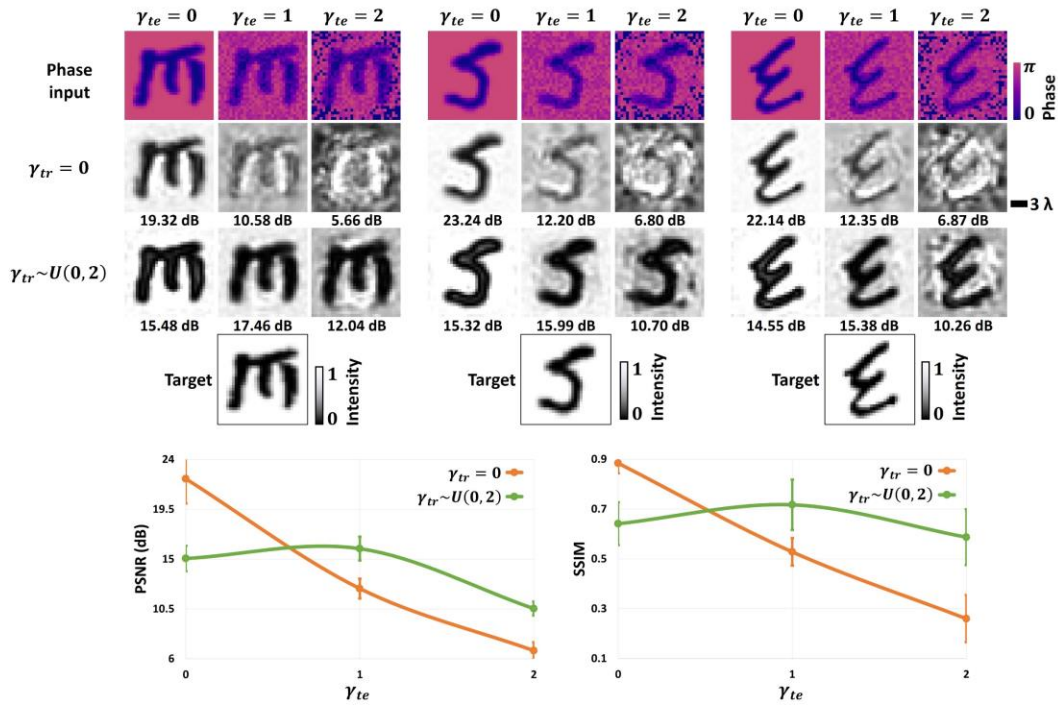 γte = 0 γte = 1 γte = 2 γte = 0 γte = 1 γte = 2 γte = 0 γte = 1 γte = 2
Phase input
π
0
Phase
γtr = 0
19.32 dB 10.58 dB 5.66 dB 23.24 dB 12.20 dB 6.80 dB 22.14 dB 12.35 dB 6.87 dB
3 λ
γtr~U(0, 2)
15.48 dB 17.46 dB 12.04 dB 15.32 dB 15.99 dB 10.70 dB 14.55 dB 15.38 dB 10.26 dB
Target 1 0 Intensity Target 1 0 Intensity Target 1 0 Intensity
24
19.5
15
10.5
6
PSNR (dB)
γtr = 0
γtr~U(0, 2)
0 1 2
γte
0.9
0.7
0.5
0.3
0.1
SSIM
γtr = 0
γtr~U(0, 2)
0 1 2
γte